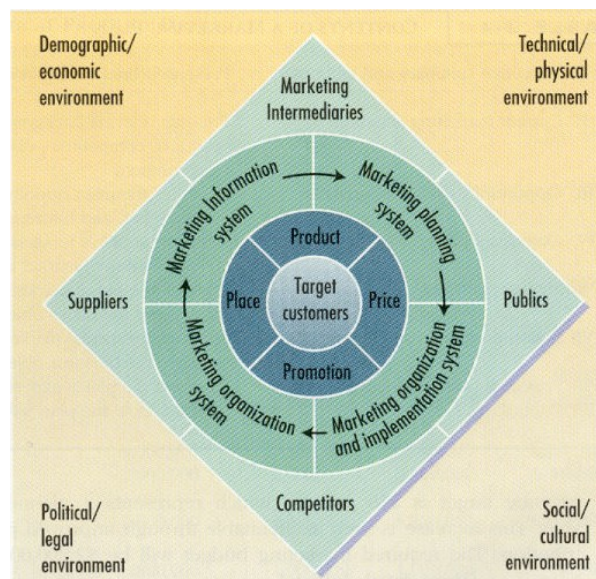 Demographic/
economic
environment
Technical/
physical
environment
Marketing
Intermediaries
Marketing Information
system
Marketing planning
system
Product
Suppliers
Place
Target
customers
Price
Publics
Promotion
Marketing organization
system
Marketing organization
and implementation system
Competitors
Political/
legal
environment
Social/
cultural
environment